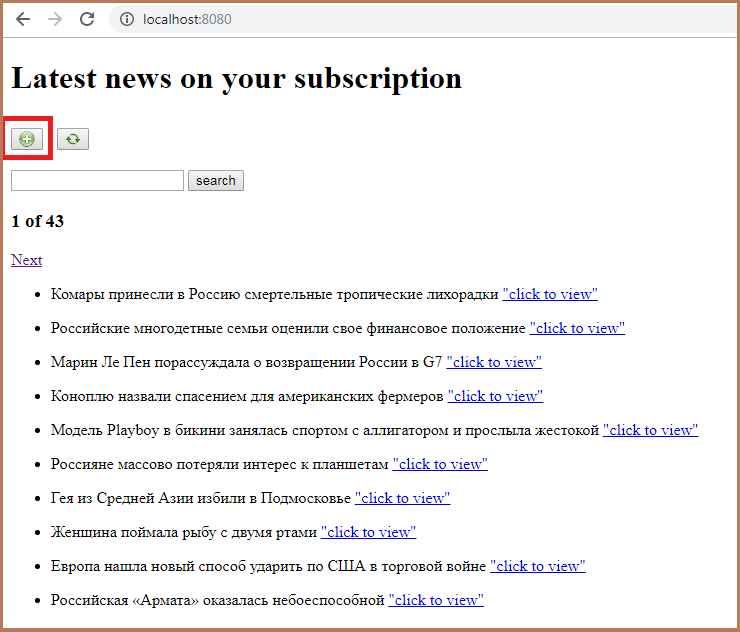 localhost:8080
Latest news on your subscription
search
1 of 43
Next
Комары принесли в Россию смертельные тропические лихорадки "click to view"
Российские многодетные семьи оценили свое финансовое положение "click to view"
Марин Ле Пен порассуждала о возвращении России в G7 "click to view"
Коноплю назвали спасением для американских фермеров "click to view"
Модель Playboy в бикини занялась спортом с аллигатором и прослыла жестокой "click to view"
Россияне массово потеряли интерес к планшетам "click to view"
Гея из Средней Азии избили в Подмосковье "click to view"
Женщина поймала рыбу с двумя ртами "click to view"
Европа нашла новый способ ударить по США в торговой войне "click to view"
Российская «Армата» оказалась небоеспособной "click to view"